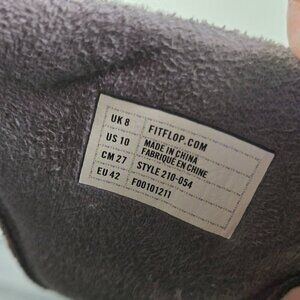 UK 8 FITFLOP.COM
US 10 MADE IN CHINA
FABRIQUE EN CHINE
CM 27 STYLE 210-054
EU 42 F00101211